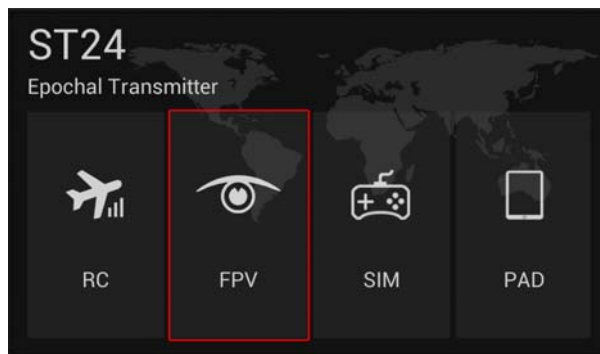 ST24
Epochal Transmitter
RC
FPV
SIM
PAD